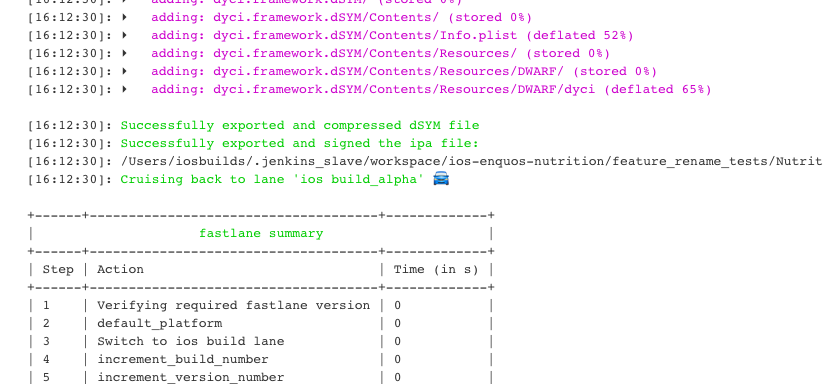 [16:12:30]: ▸ adding: dyci.framework.dSYM/ (stored 0%)
[16:12:30]: ▸ adding: dyci.framework.dSYM/Contents/ (stored 0%)
[16:12:30]: ▸ adding: dyci.framework.dSYM/Contents/Info.plist (deflated 52%)
[16:12:30]: ▸ adding: dyci.framework.dSYM/Contents/Resources/ (stored 0%)
[16:12:30]: ▸ adding: dyci.framework.dSYM/Contents/Resources/DWARF/ (stored 0%)
[16:12:30]: ▸ adding: dyci.framework.dSYM/Contents/Resources/DWARF/dyci (deflated 65%)
[16:12:30]: Successfully exported and compressed dSYM file
[16:12:30]: Successfully exported and signed the ipa file:
[16:12:30]: /Users/iosbuilds/.jenkins_slave/workspace/ios-enquos-nutrition/feature_rename_tests/Nutrit
[16:12:30]: Cruising back to lane 'ios build_alpha' 🚘
+------+-------------------------------------+-------------+
| fastlane summary |
+------+-------------------------------------+-------------+
| Step | Action | Time (in s) |
+------+-------------------------------------+-------------+
| 1 | Verifying required fastlane version | 0 |
| 2 | default_platform | 0 |
| 3 | Switch to ios build lane | 0 |
| 4 | increment_build_number | 0 |
| 5 | increment_version_number | 0 |